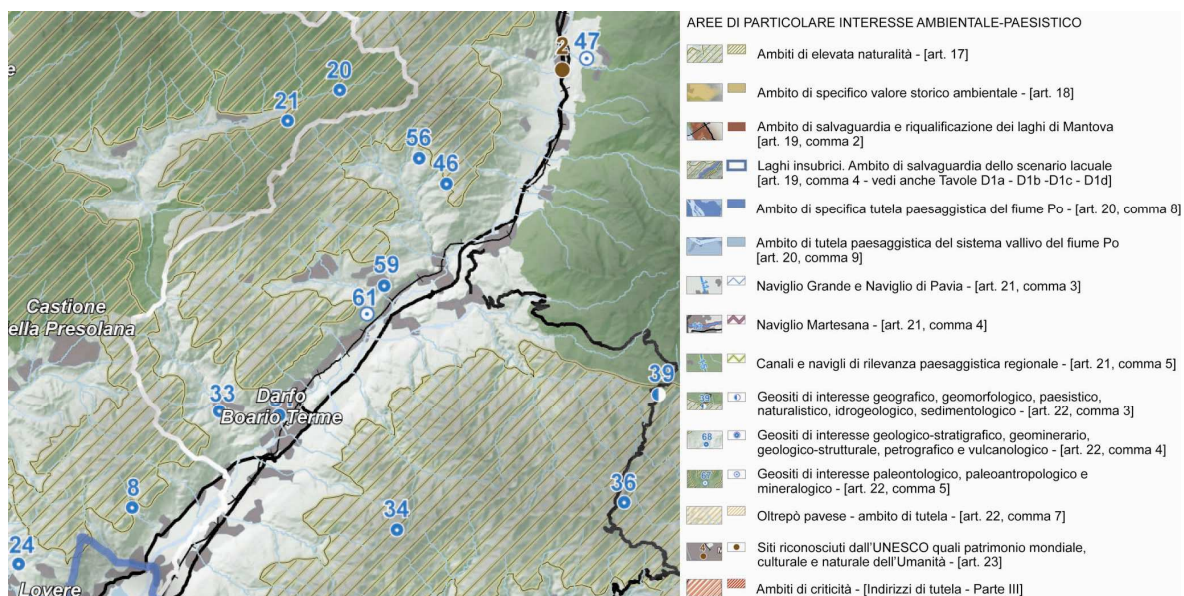 2
47
20
21
56
46
59
61
Castione
ella Presolana
39
33
Darfo
Boario Terme
8
36
34
24
Lovere
AREE DI PARTICOLARE INTERESSE AMBIENTALE-PAESISTICO
Ambiti di elevata naturalità - [art. 17]
Ambito di specifico valore storico ambientale - [art. 18]
Ambito di salvaguardia e riqualificazione dei laghi di Mantova
[art. 19, comma 2]
Laghi insubrici. Ambito di salvaguardia dello scenario lacuale
[art. 19, comma 4 - vedi anche Tavole D1a - D1b -D1c - D1d]
Ambito di specifica tutela paesaggistica del fiume Po - [art. 20, comma 8]
Ambito di tutela paesaggistica del sistema vallivo del fiume Po
[art. 20, comma 9]
Naviglio Grande e Naviglio di Pavia - [art. 21, comma 3]
Naviglio Martesana - [art. 21, comma 4]
Canali e navigli di rilevanza paesaggistica regionale - [art. 21, comma 5]
Geositi di interesse geografico, geomorfologico, paesistico,
naturalistico, idrogeologico, sedimentologico - [art. 22, comma 3]
68
Geositi di interesse geologico-stratigrafico, geominerario,
geologico-strutturale, petrografico e vulcanologico - [art. 22, comma 4]
Geositi di interesse paleontologico, paleoantropologico e
mineralogico - [art. 22, comma 5]
Oltrepò pavese - ambito di tutela - [art. 22, comma 7]
Siti riconosciuti dall'UNESCO quali patrimonio mondiale,
culturale e naturale dell'Umanità - [art. 23]
Ambiti di criticità - [Indirizzi di tutela - Parte III]